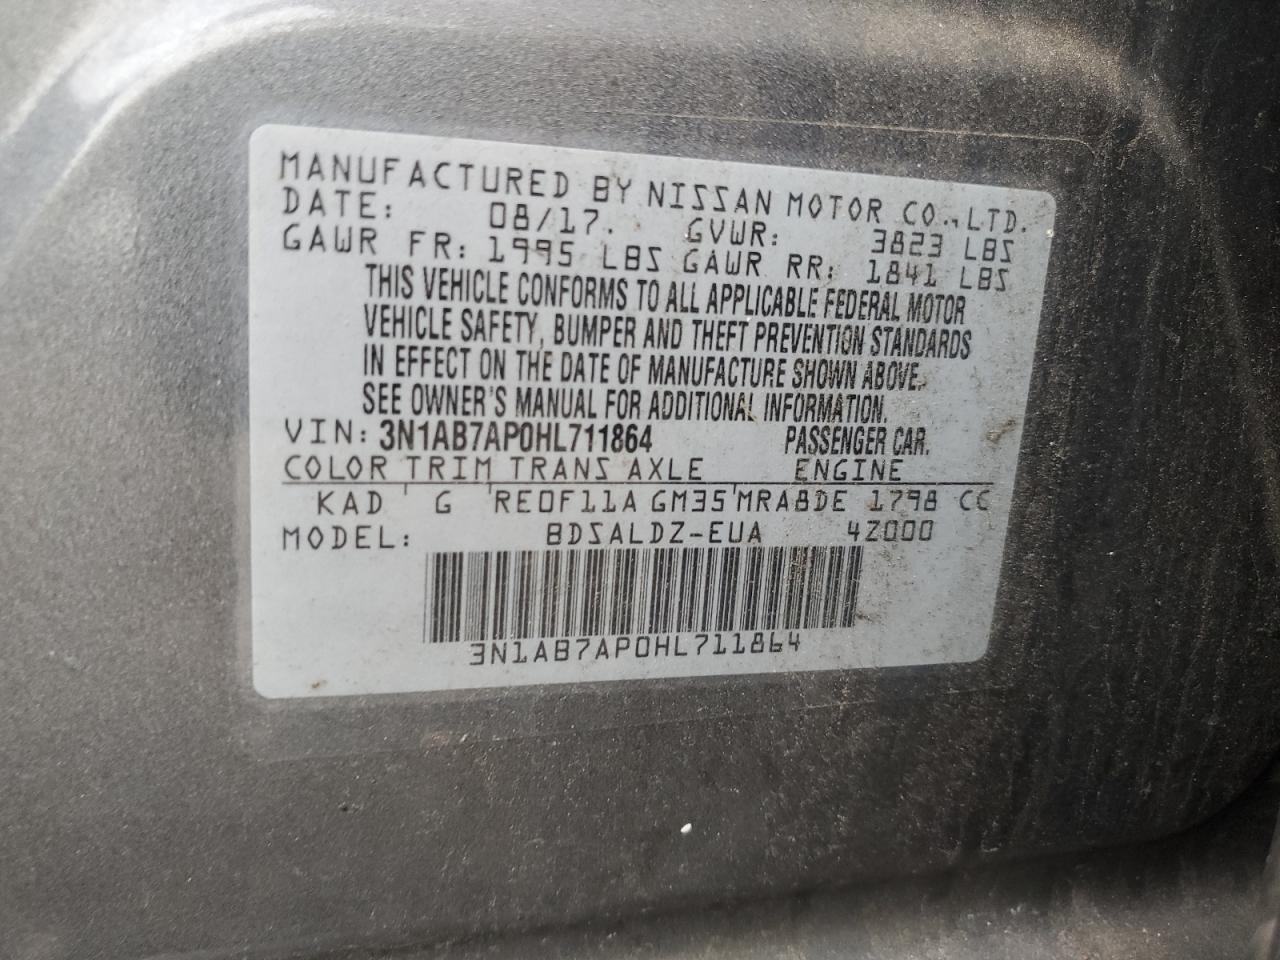 MANUFACTURED BY NISSAN MOTOR CO.,LTD.
DATE: 08/17. GVWR: 3823 LBS
GAWR FR: 1995 LBS GAWR RR: 1841 LBS
THIS VEHICLE CONFORMS TO ALL APPLICABLE FEDERAL MOTOR
VEHICLE SAFETY, BUMPER AND THEFT PREVENTION STANDARDS
IN EFFECT ON THE DATE OF MANUFACTURE SHOWN ABOVE.
SEE OWNER'S MANUAL FOR ADDITIONAL INFORMATION.
VIN: 3N1AB7AP0HL711864 PASSENGER CAR.
COLOR TRIM TRANS AXLE ENGINE
KAD ' G ' RE0F11A GM35 ' MRA8DE 1798 CC
MODEL: BDSALDZ-EUA 4Z000
3N1AB7AP0HL711864